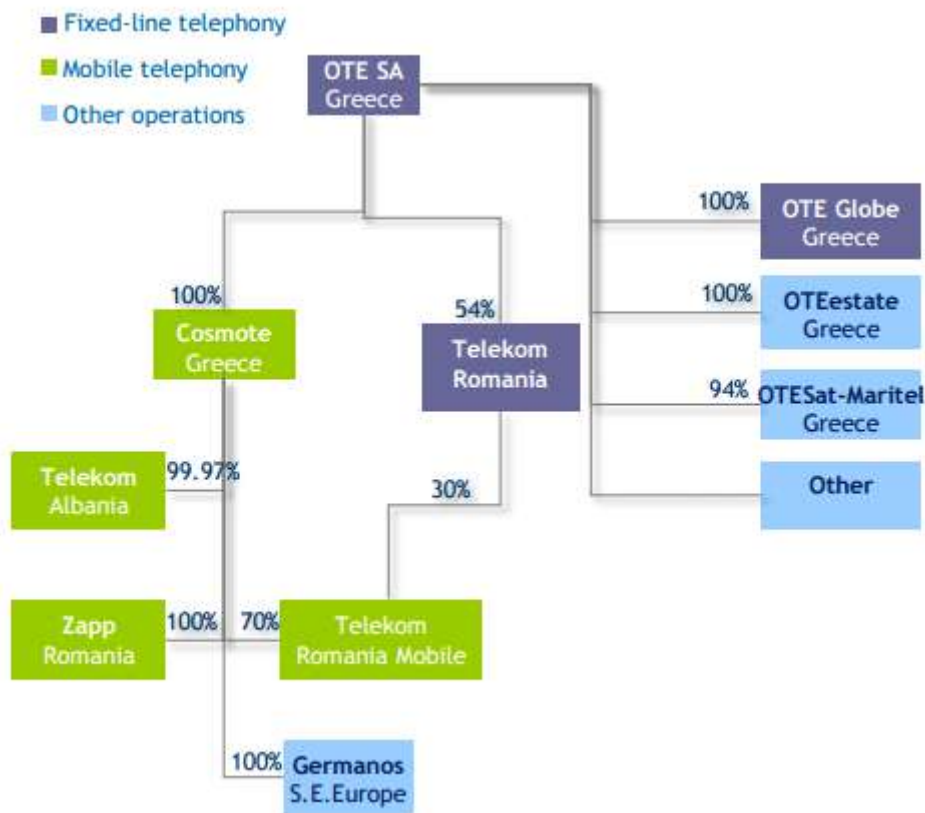 Fixed-line telephony
Mobile telephony
Other operations
OTE SA
Greece
100%
OTE Globe
Greece
100%
OTEestate
Greece
94%
OTESat-Maritel
Greece
Other
100%
Cosmote
Greece
54%
Telekom
Romania
99.97%
Telekom
Albania
30%
100%
Zapp
Romania
70%
Telekom
Romania Mobile
100%
Germanos
S.E.Europe